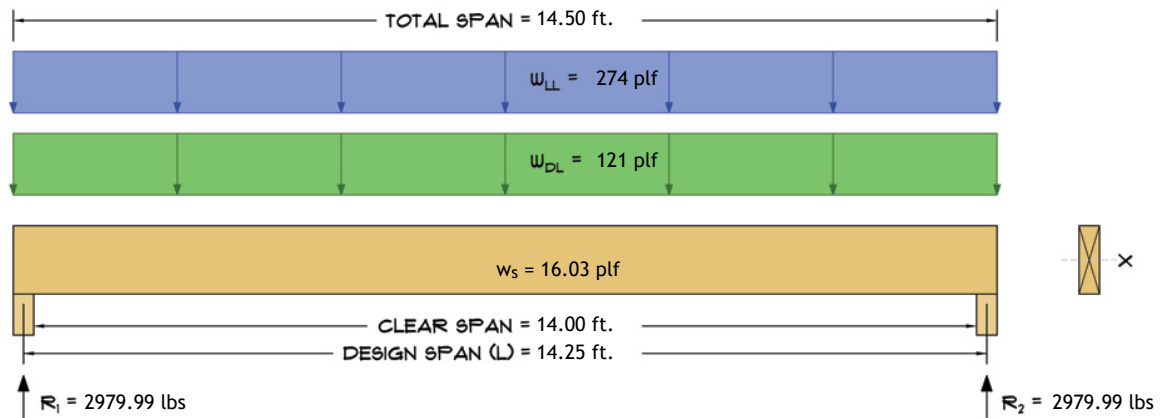 TOTAL SPAN = 14.50 ft.
WLL = 274 plf
WDL = 121 plf
ws = 16.03 plf
X
CLEAR SPAN = 14.00 ft.
DESIGN SPAN (L) = 14.25 ft.
R1 = 2979.99 lbs
R2 = 2979.99 lbs